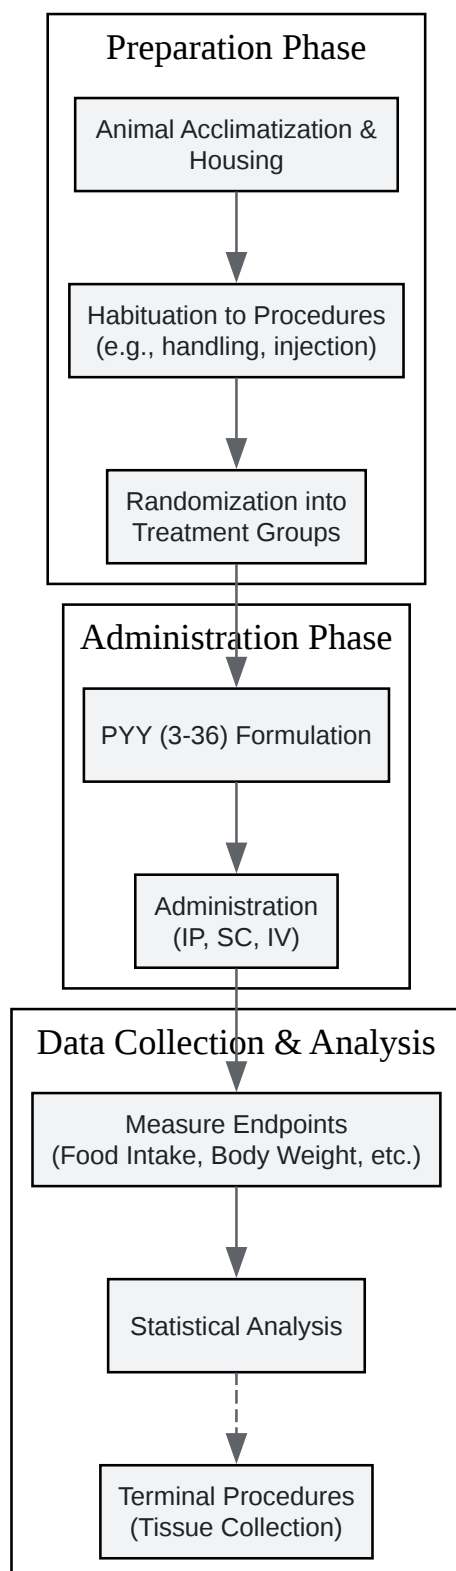 Preparation Phase
Animal Acclimatization &
Housing
Habituation to Procedures
(e.g., handling, injection)
Randomization into
Treatment Groups
Administration Phase
PYY (3-36) Formulation
Administration
(IP, SC, IV)
Data Collection & Analysis
Measure Endpoints
(Food Intake, Body Weight, etc.)
Statistical Analysis
Terminal Procedures
(Tissue Collection)